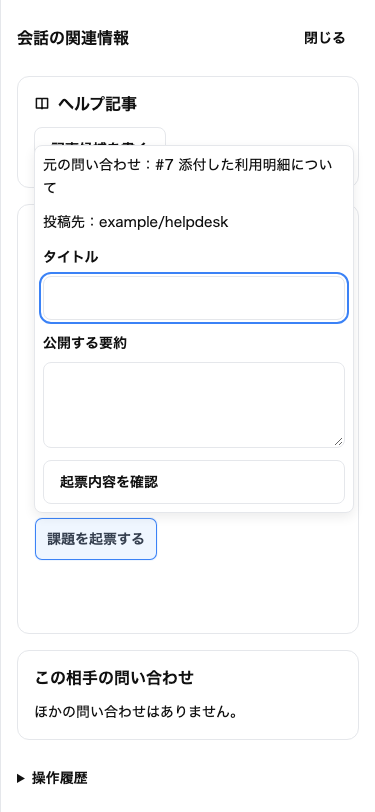 会話の関連情報
閉じる
ヘルプ記事
元の問い合わせ：#7 添付した利用明細につい
て
投稿先：example/helpdesk
タイトル
公開する要約
起票内容を確認
課題を起票する
この相手の問い合わせ
ほかの問い合わせはありません。
操作履歴